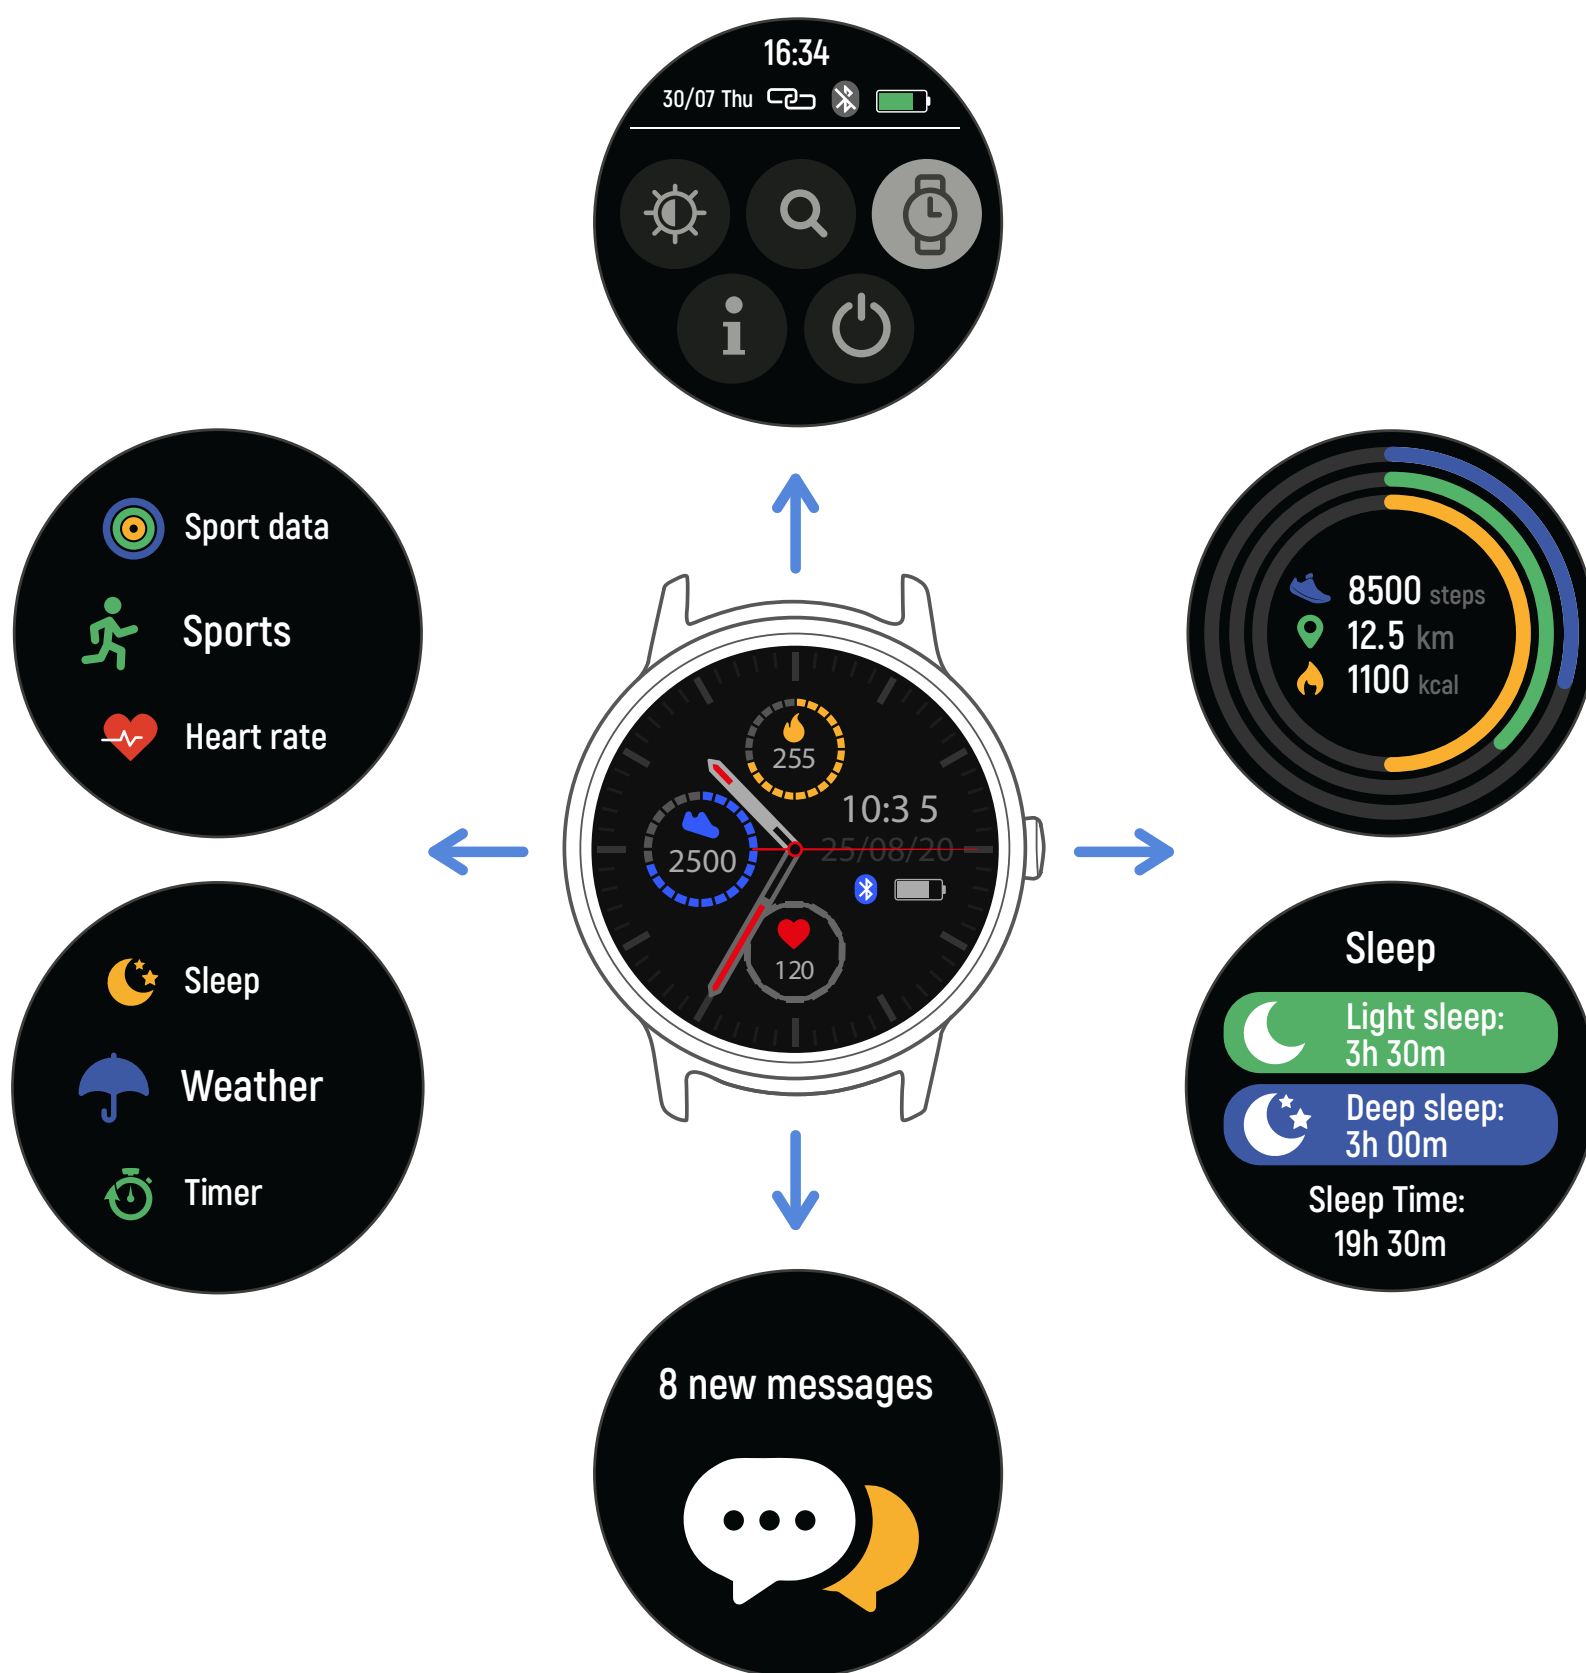 16:34
30/07 Thu
Sport data
Sports
Heart rate
8500 steps
12.5 km
1100 kcal
255
10:3 5
2500
25/08/20
120
Sleep
Weather
Timer
Sleep
Light sleep:
3h 30m
Deep sleep:
3h 00m
Sleep Time:
19h 30m
8 new messages